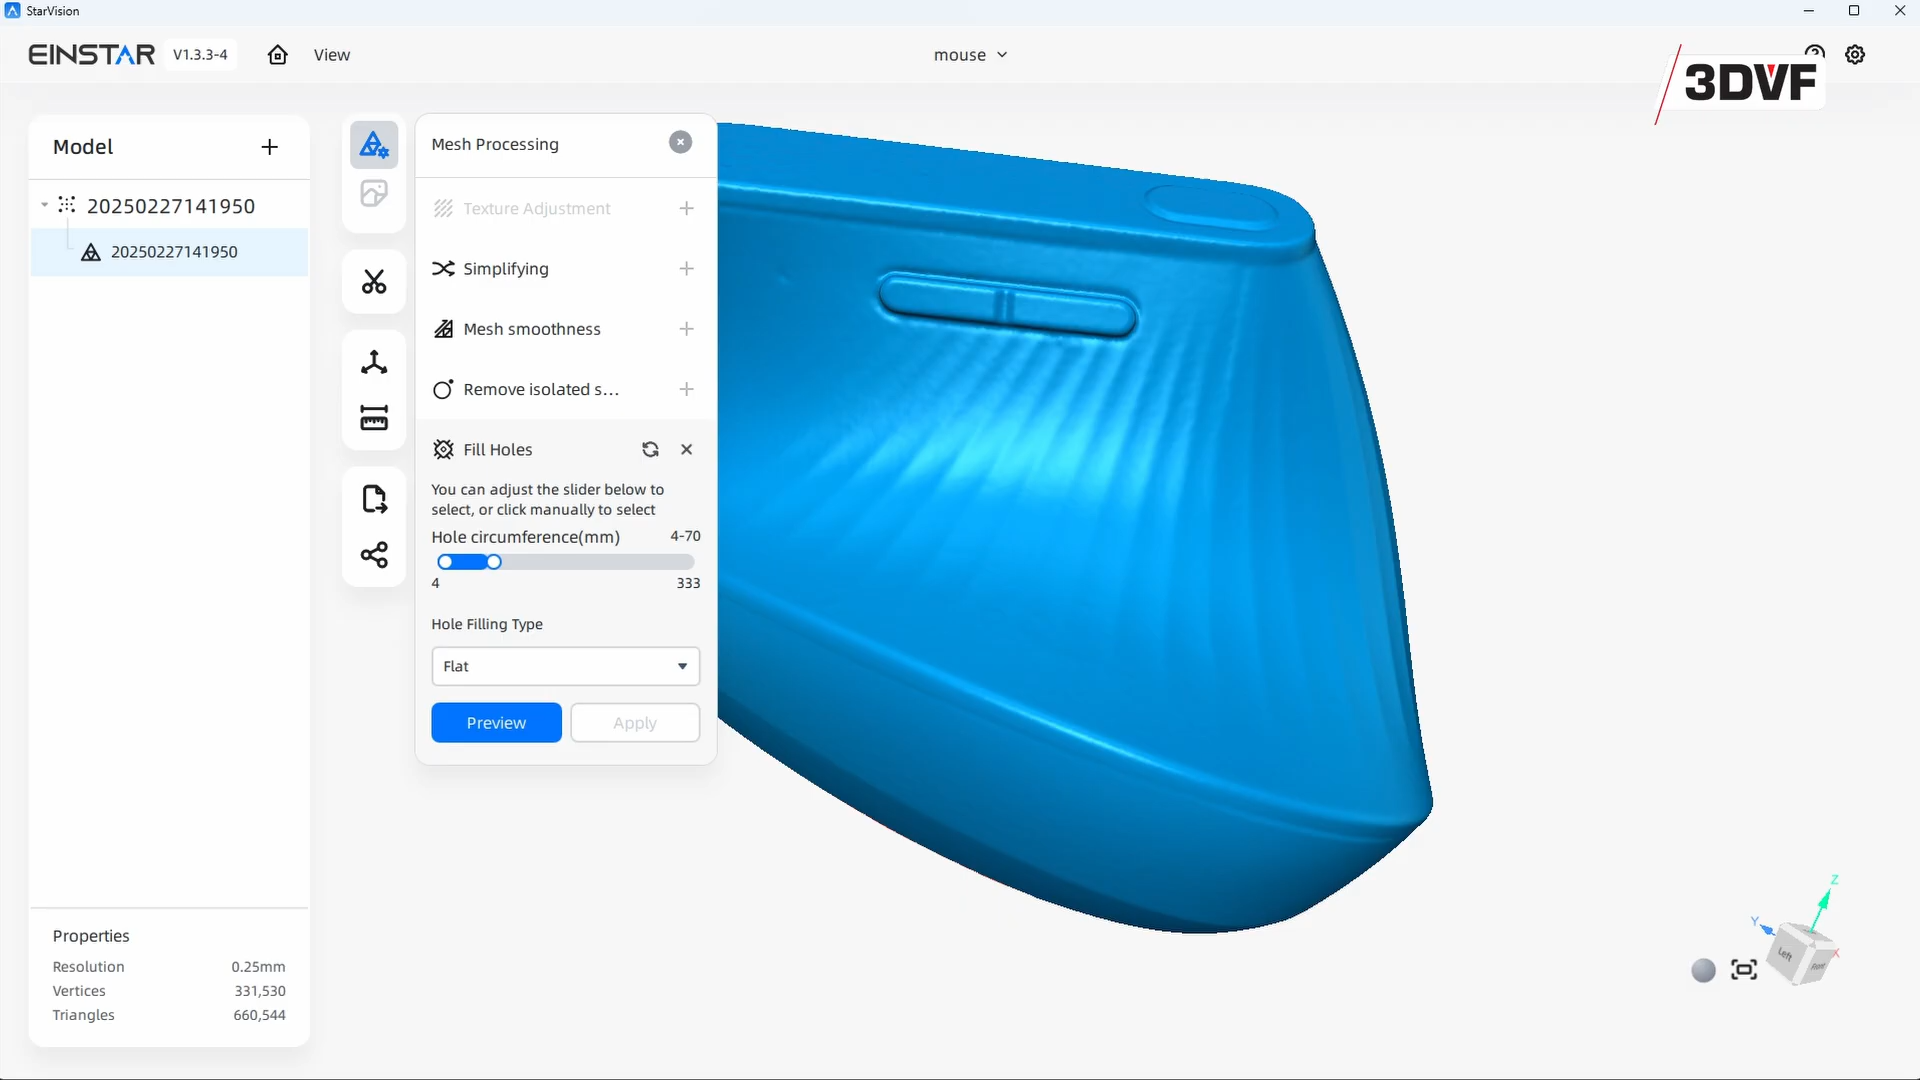 StarVision
EINSTAR
V1.3.3-4
View
mouse
3DVF
Model
20250227141950
20250227141950
Mesh Processing
Texture Adjustment
Simplifying
Mesh smoothness
Remove isolated s...
Fill Holes
You can adjust the slider below to
select, or click manually to select
Hole circumference(mm) 4-70
4 333
Hole Filling Type
Flat
Preview Apply
Properties
Resolution 0.25mm
Vertices 331,530
Triangles 660,544
Z
Y
X
Left
Front